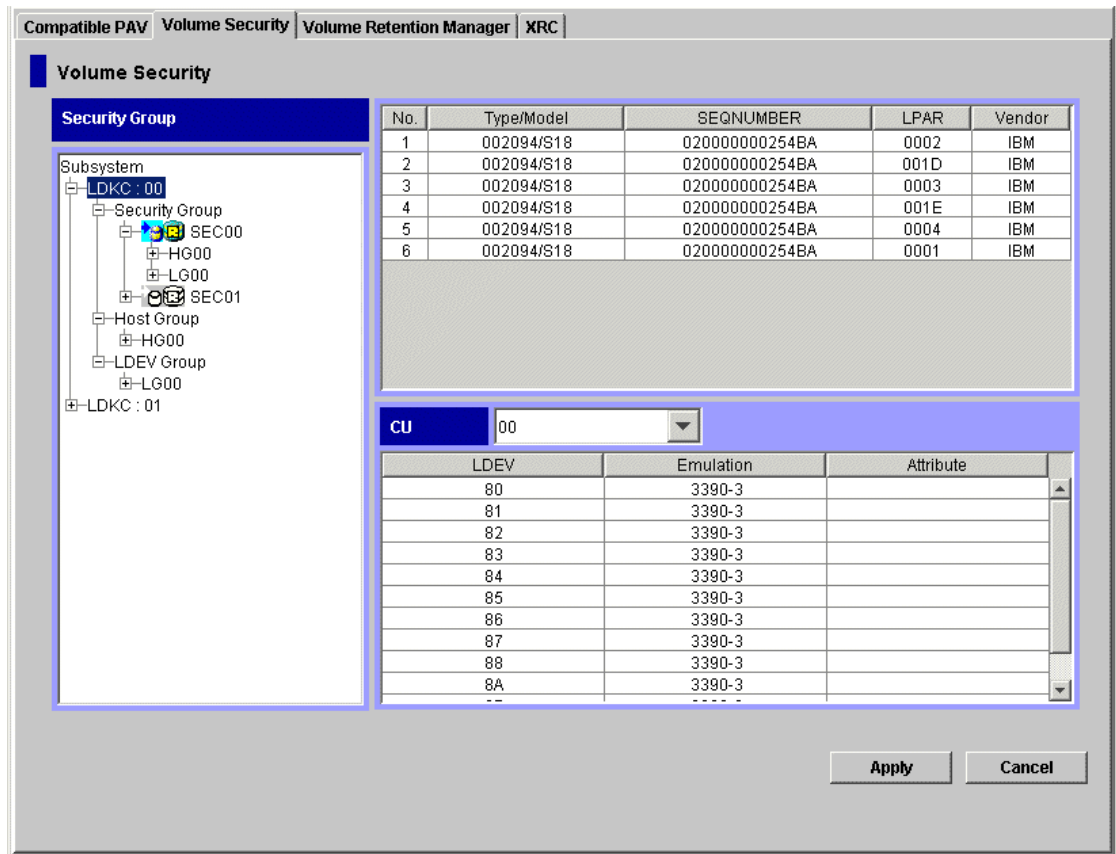 Compatible PAV Volume Security Volume Retention Manager XRC
Volume Security
Security Group
Subsystem
LDKC : 00
Security Group
SEC00
HG00
LG00
SEC01
Host Group
HG00
LDEV Group
LG00
LDKC : 01
No. Type/Model SEQNUMBER LPAR Vendor
1 002094/S18 020000000254BA 0002 IBM
2 002094/S18 020000000254BA 001D IBM
3 002094/S18 020000000254BA 0003 IBM
4 002094/S18 020000000254BA 001E IBM
5 002094/S18 020000000254BA 0004 IBM
6 002094/S18 020000000254BA 0001 IBM
CU 00
LDEV Emulation Attribute
80 3390-3
81 3390-3
82 3390-3
83 3390-3
84 3390-3
85 3390-3
86 3390-3
87 3390-3
88 3390-3
8A 3390-3
Apply Cancel